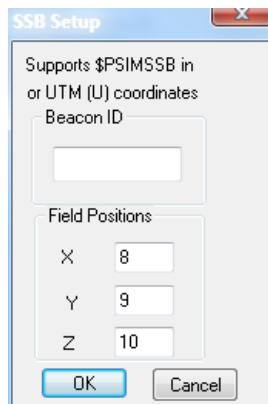 SSB Setup
Supports $PSIMSSB in
or UTM (U) coordinates
Beacon ID
Field Positions
X 8
Y 9
Z 10
OK Cancel